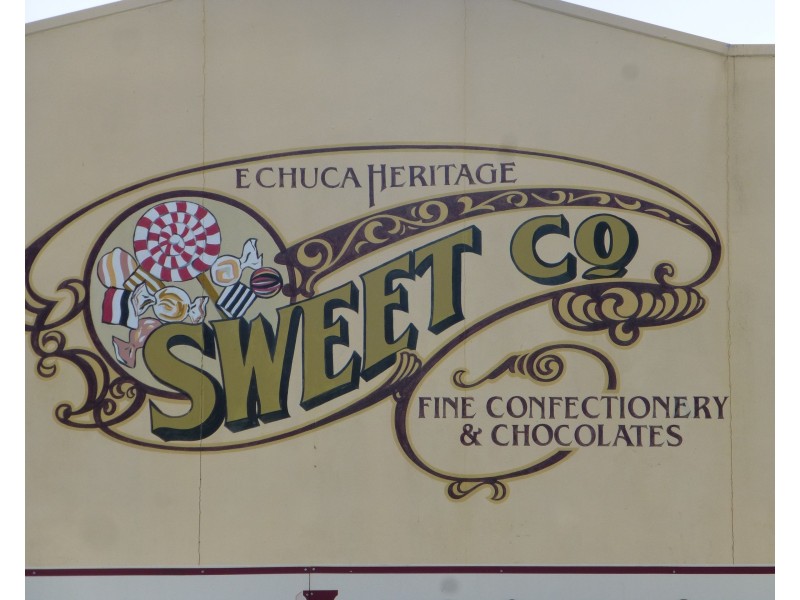 ECHUCA HERITAGE
SWEET CO
FINE CONFECTIONERY
& CHOCOLATES